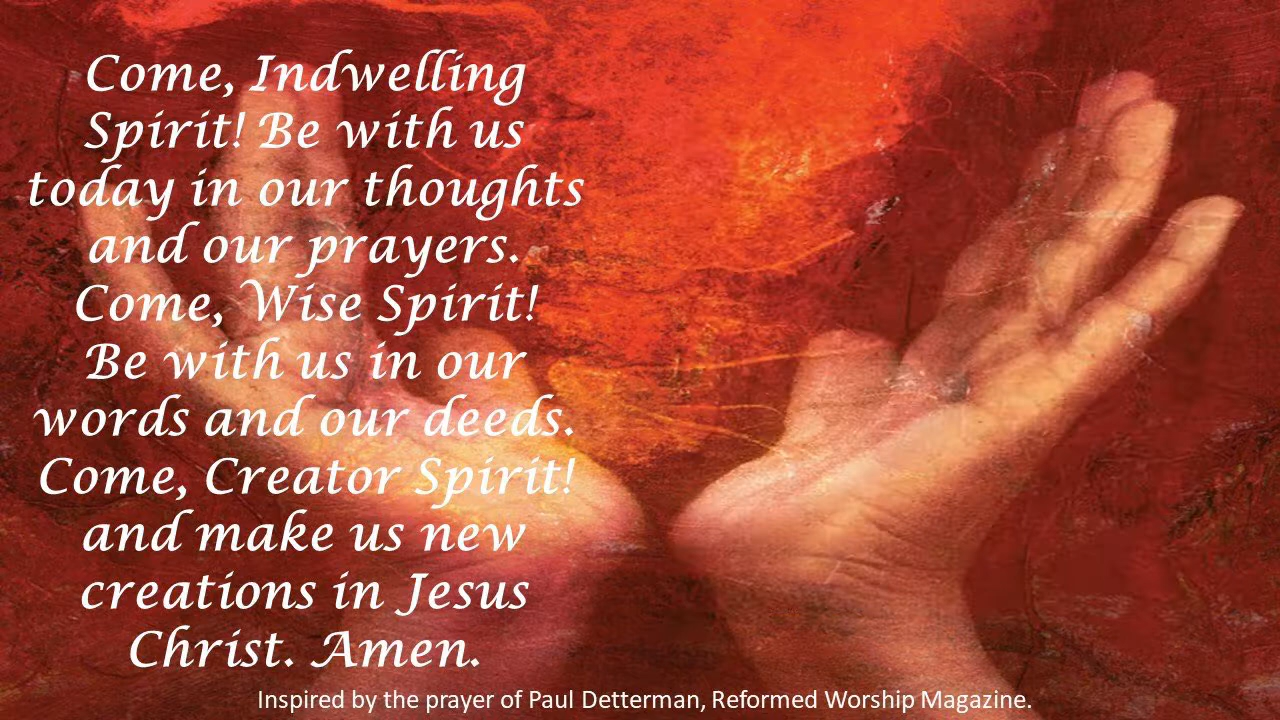 Come, Indwelling
Spirit! Be with us
today in our thoughts
and our prayers.
Come, Wise Spirit!
Be with us in our
words and our deeds.
Come, Creator Spirit!
and make us new
creations in Jesus
Christ. Amen.
Inspired by the prayer of Paul Detterman, Reformed Worship Magazine.